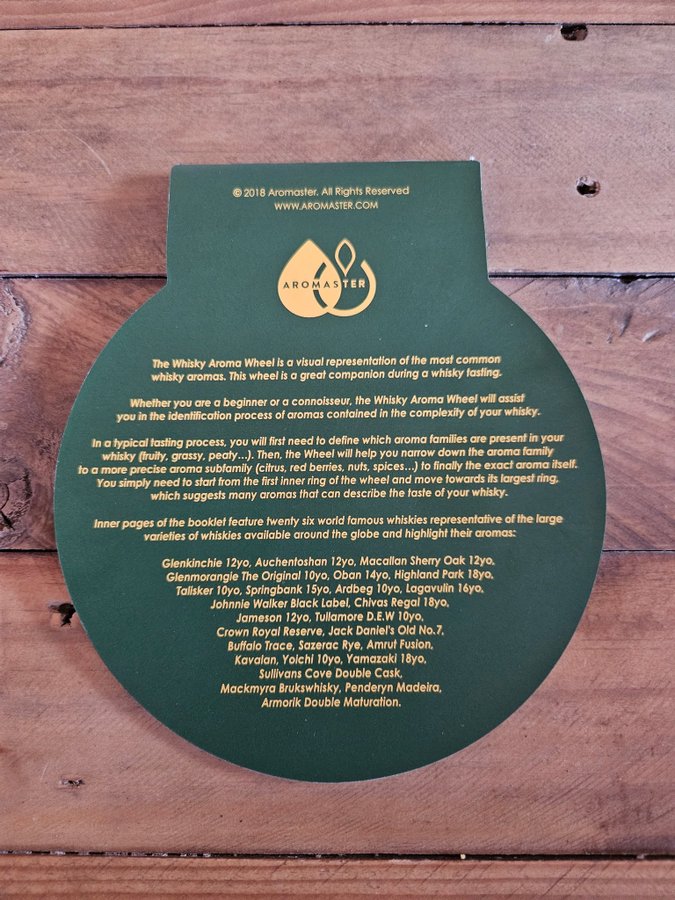 © 2018 Aromaster. All Rights Reserved
WWW.AROMASTER.COM
AROMASTER
The Whisky Aroma Wheel is a visual representation of the most common
whisky aromas. This wheel is a great companion during a whisky tasting.
Whether you are a beginner or a connoisseur, the Whisky Aroma Wheel will assist
you in the identification process of aromas contained in the complexity of your whisky.
In a typical tasting process, you will first need to define which aroma families are present in your
whisky (fruity, grassy, peaty...). Then, the Wheel will help you narrow down the aroma family
to a more precise aroma subfamily (citrus, red berries, nuts, spices...) to finally the exact aroma itself.
You simply need to start from the first inner ring of the wheel and move towards its largest ring,
which suggests many aromas that can describe the taste of your whisky.
Inner pages of the booklet feature twenty six world famous whiskies representative of the large
varieties of whiskies available around the globe and highlight their aromas:
Glenkinchie 12yo, Auchentoshan 12yo, Macallan Sherry Oak 12yo,
Glenmorangie The Original 10yo, Oban 14yo, Highland Park 18yo,
Talisker 10yo, Springbank 15yo, Ardbeg 10yo, Lagavulin 16yo,
Johnnie Walker Black Label, Chivas Regal 18yo,
Jameson 12yo, Tullamore D.E.W 10yo,
Crown Royal Reserve, Jack Daniel's Old No.7,
Buffalo Trace, Sazerac Rye, Amrut Fusion,
Kavalan, Yoichi 10yo, Yamazaki 18yo,
Sullivans Cove Double Cask,
Mackmyra Brukswhisky, Penderyn Madeira,
Armorik Double Maturation.